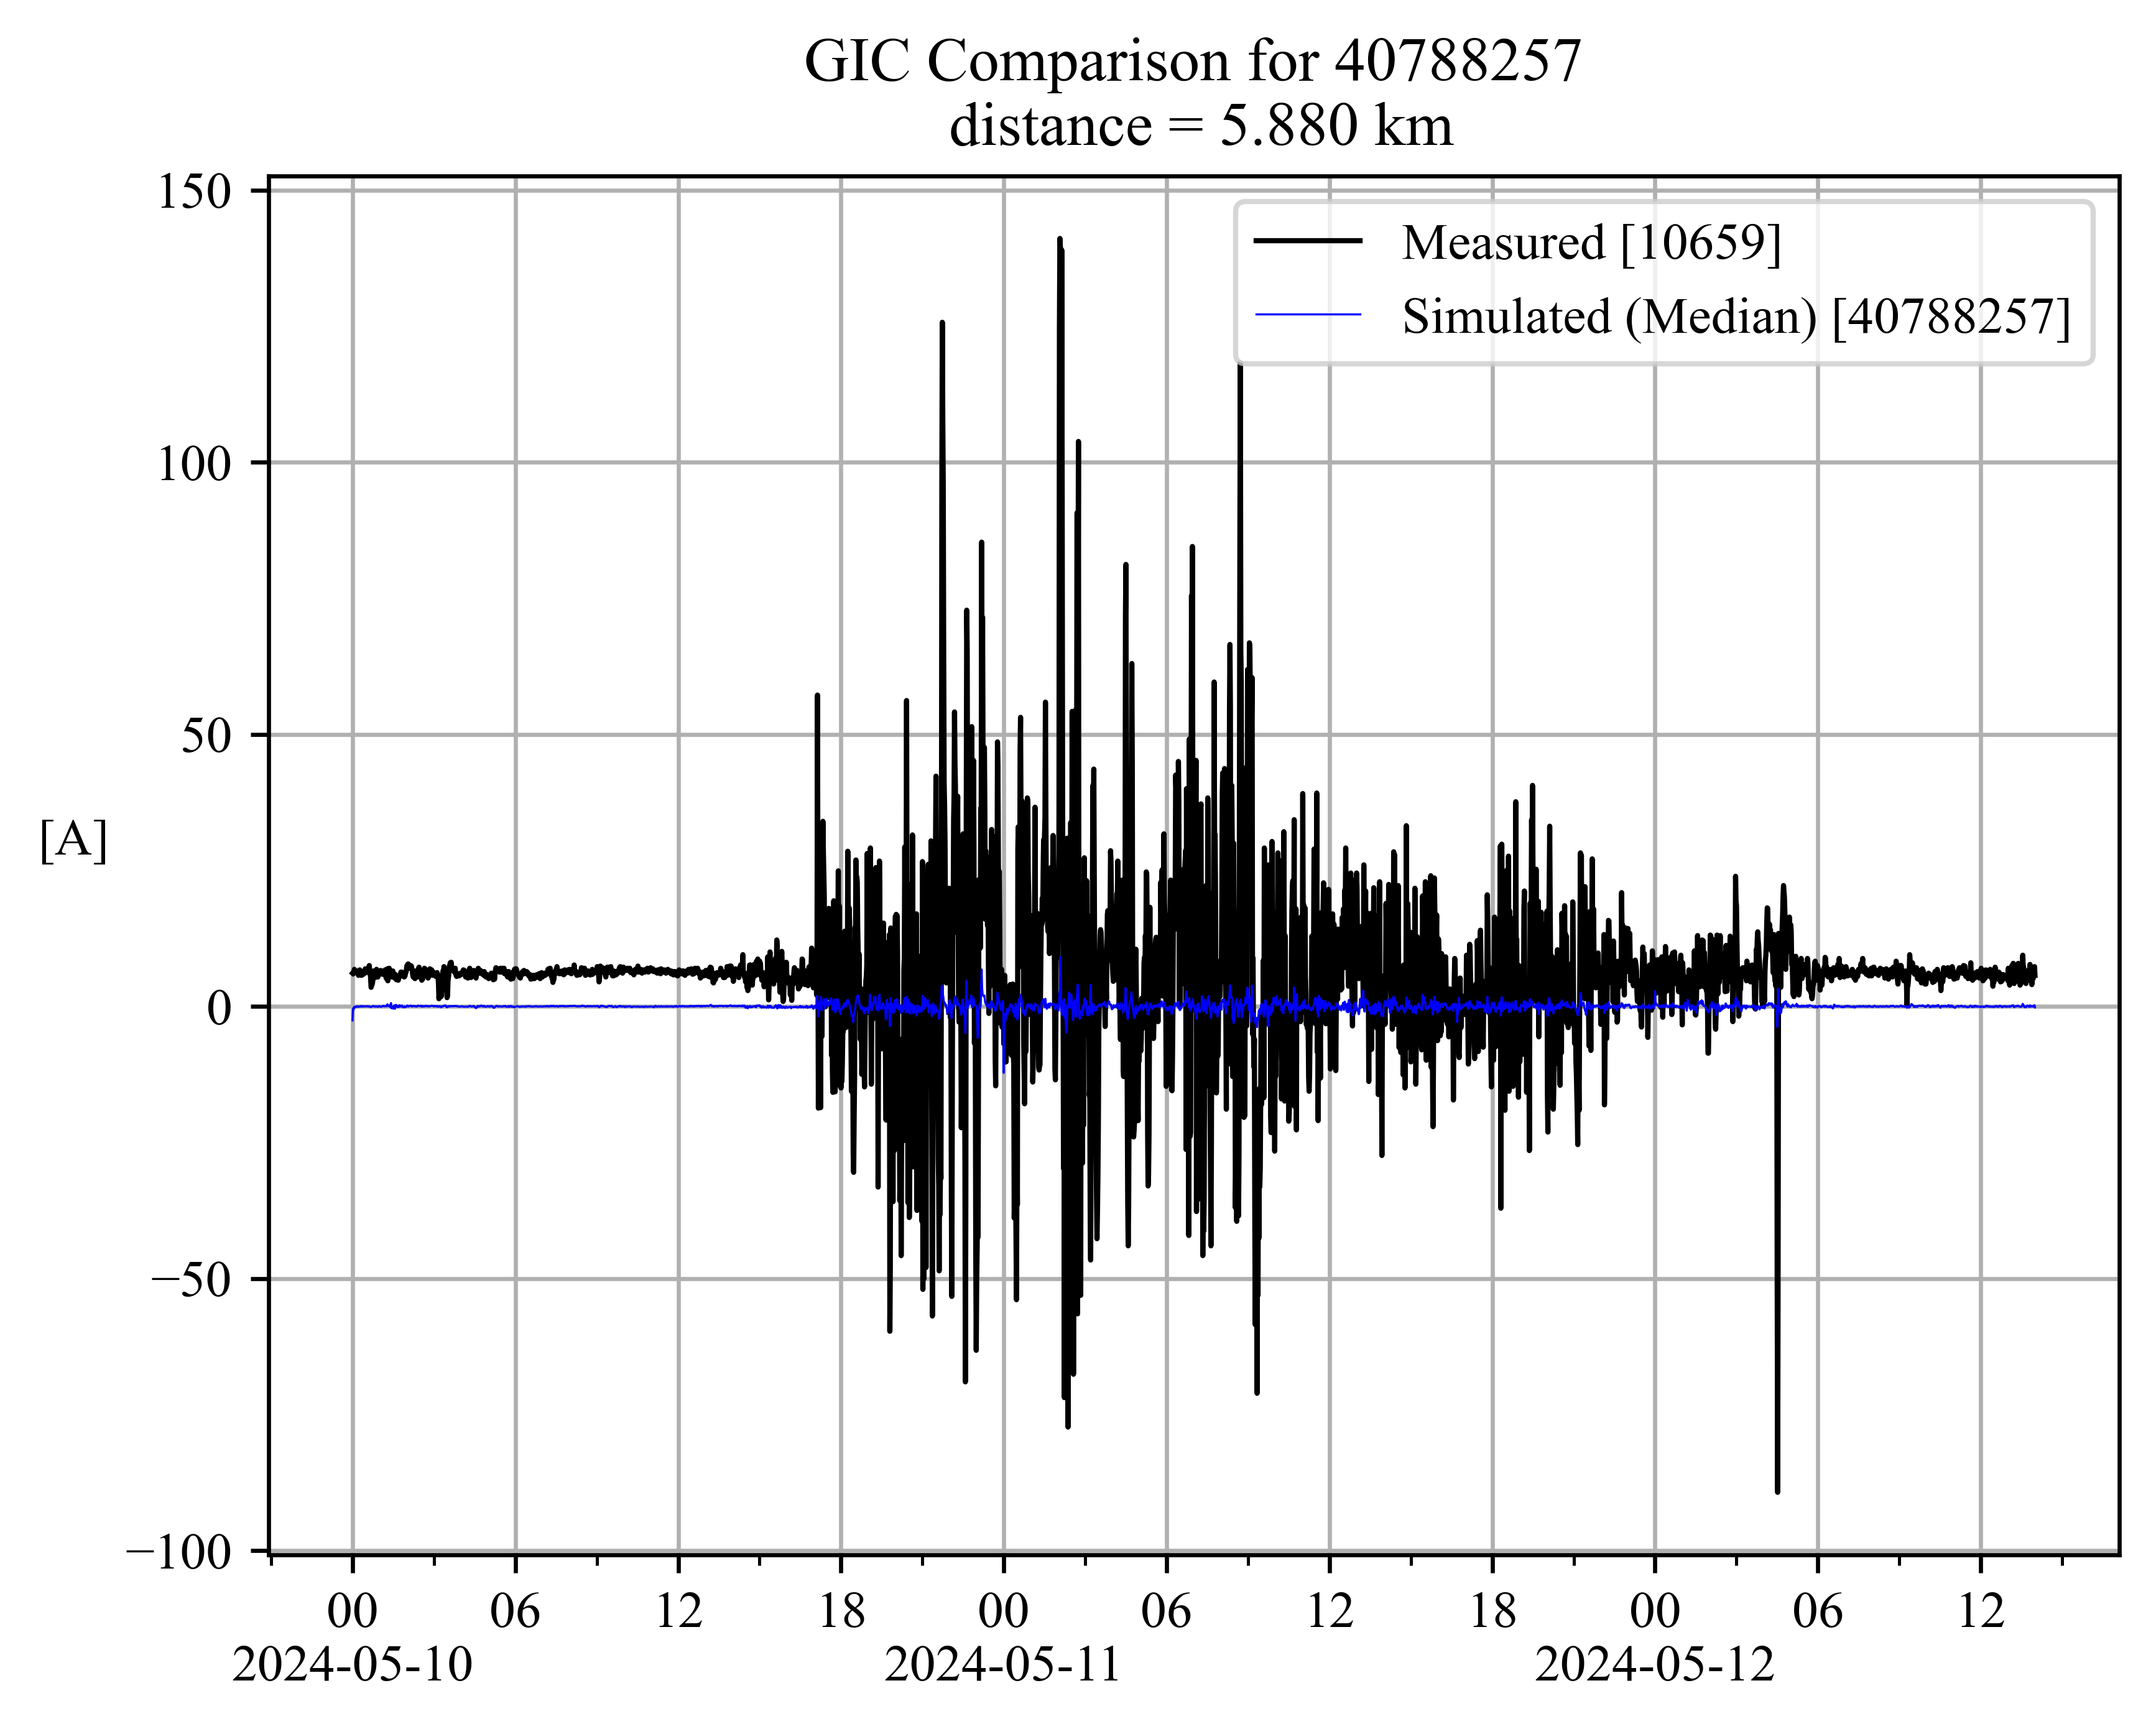 GIC Comparison for 40788257
distance = 5.880 km
Measured [10659]
Simulated (Median) [40788257]
150
100
50
0
−50
−100
[A]
00 06 12 18 00 06 12 18 00 06 12
2024-05-10 2024-05-11 2024-05-12